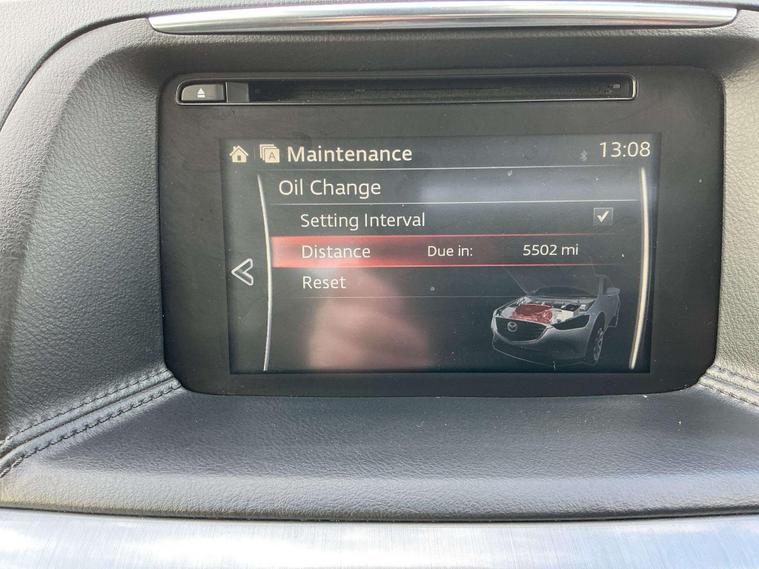 A Maintenance 13:08
Oil Change
Setting Interval
Distance Due in: 5502 mi
Reset